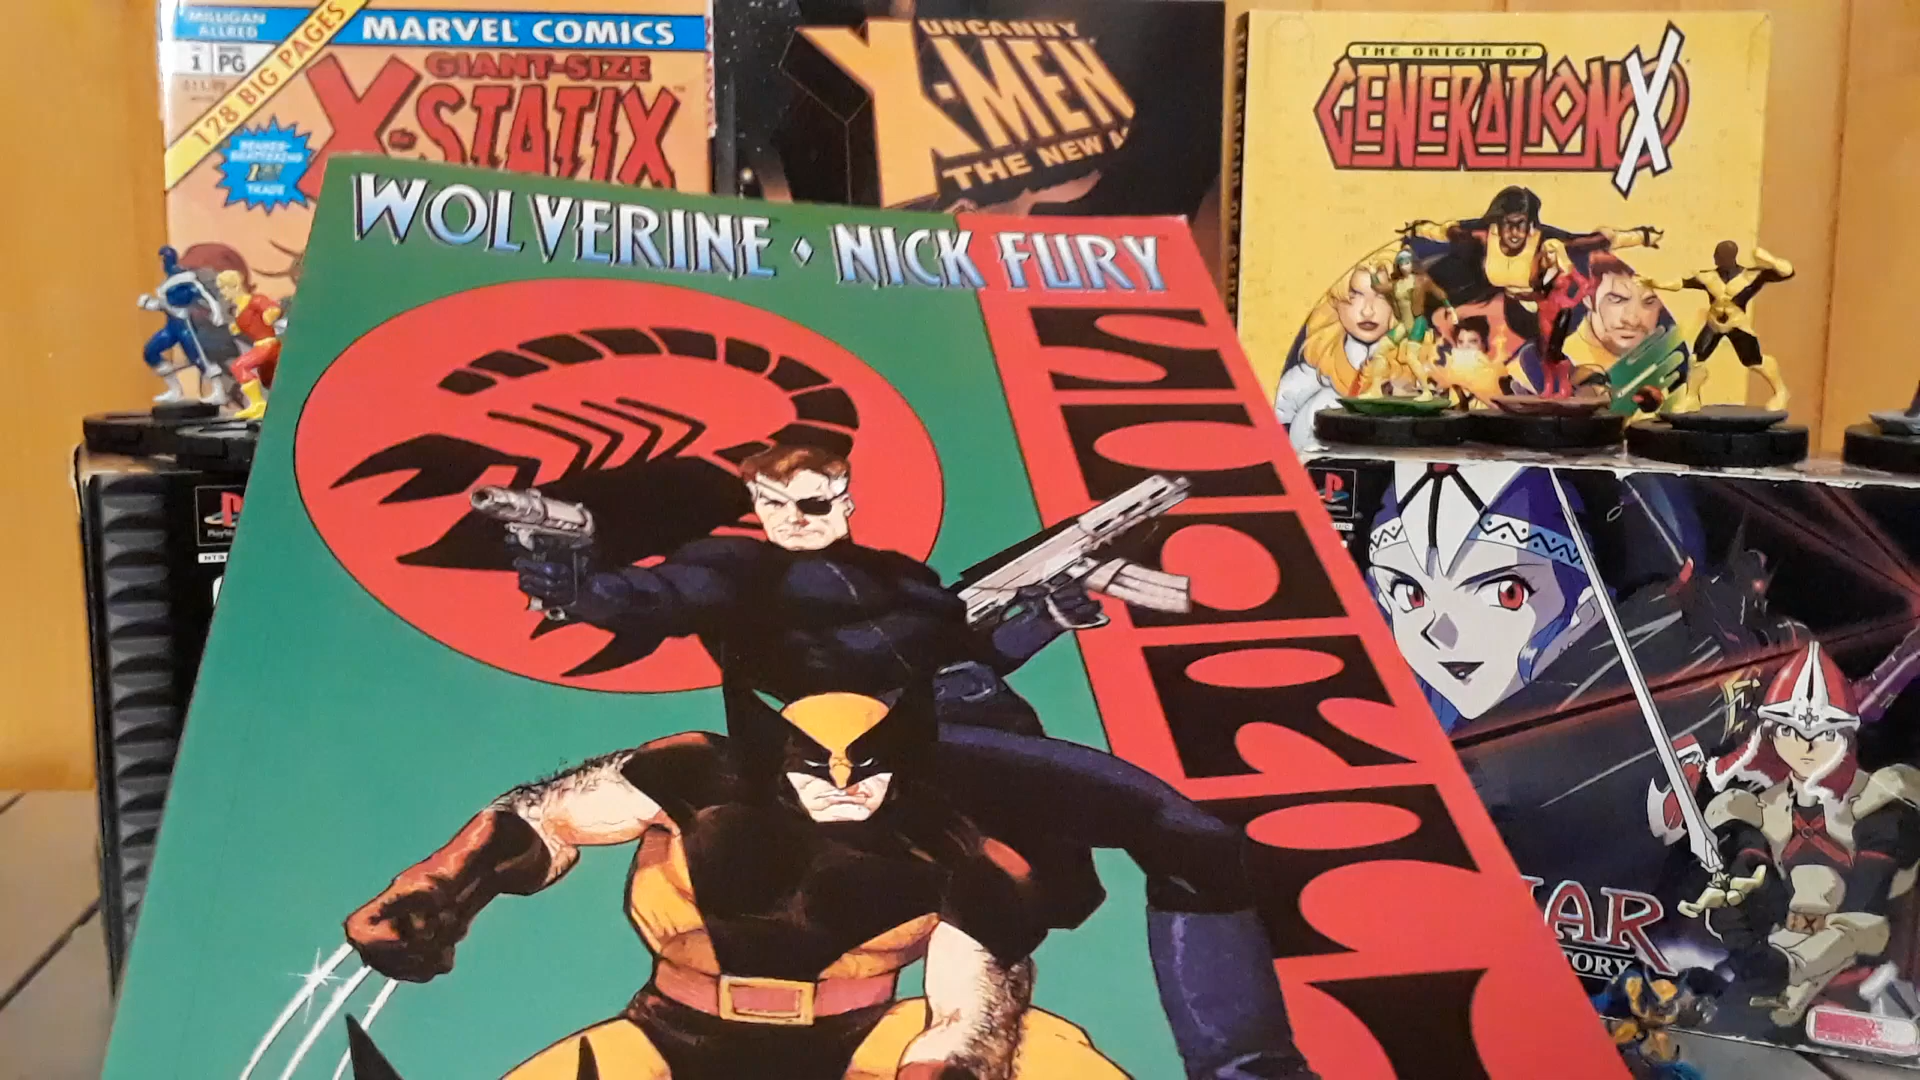 MILLIGAN
ALLRED
1
PG
128 BIG PAGES
MARVEL COMICS
GIANT-SIZE
X-STATIX
TRADE
UNCANNY
X-MEN
THE NEW
THE ORIGIN OF
GENERATION X
WOLVERINE • NICK FURY
SCORPIO